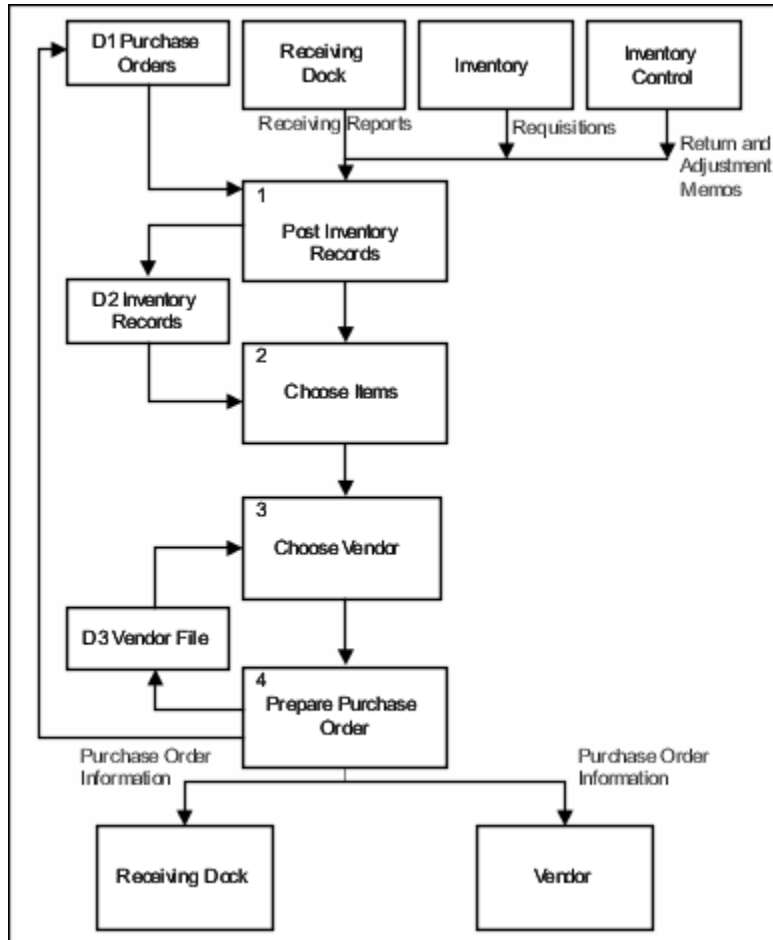 D1 Purchase
Orders
Receiving
Dock
Inventory
Inventory
Control
Receiving Reports
Requisitions
Return and
Adjustment
Memos
1
Post Inventory
Records
D2 Inventory
Records
2
Choose Items
3
Choose Vendor
D3 Vendor File
4
Prepare Purchase
Order
Purchase Order
Information
Purchase Order
Information
Receiving Dock
Vendor